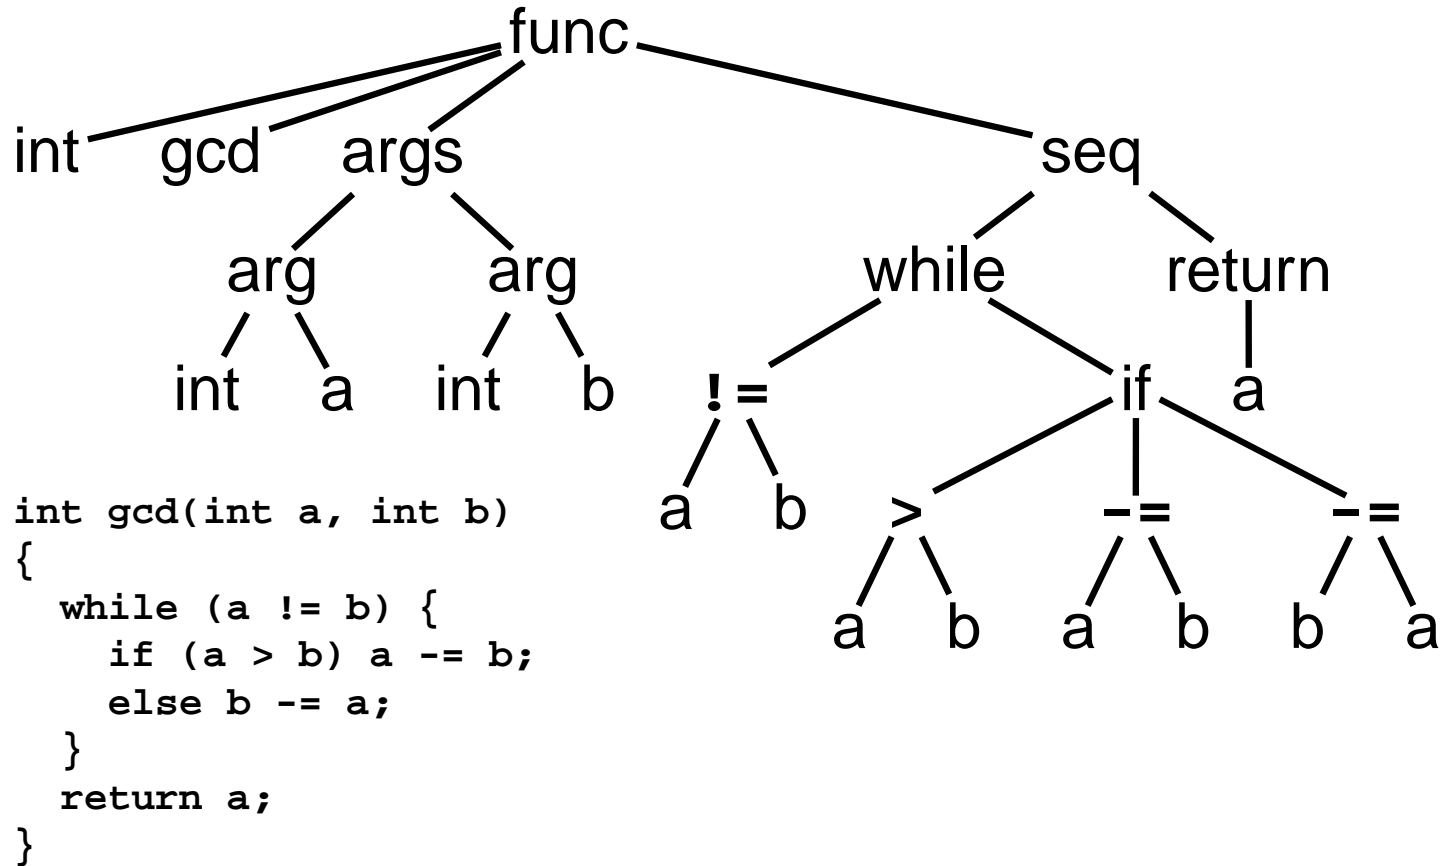 func
int gcd args seq
arg arg while return
int a int b != if a
a b > -= -=
a b a b b a
int gcd(int a, int b)
{
  while (a != b) {
    if (a > b) a -= b;
    else b -= a;
  }
  return a;
}